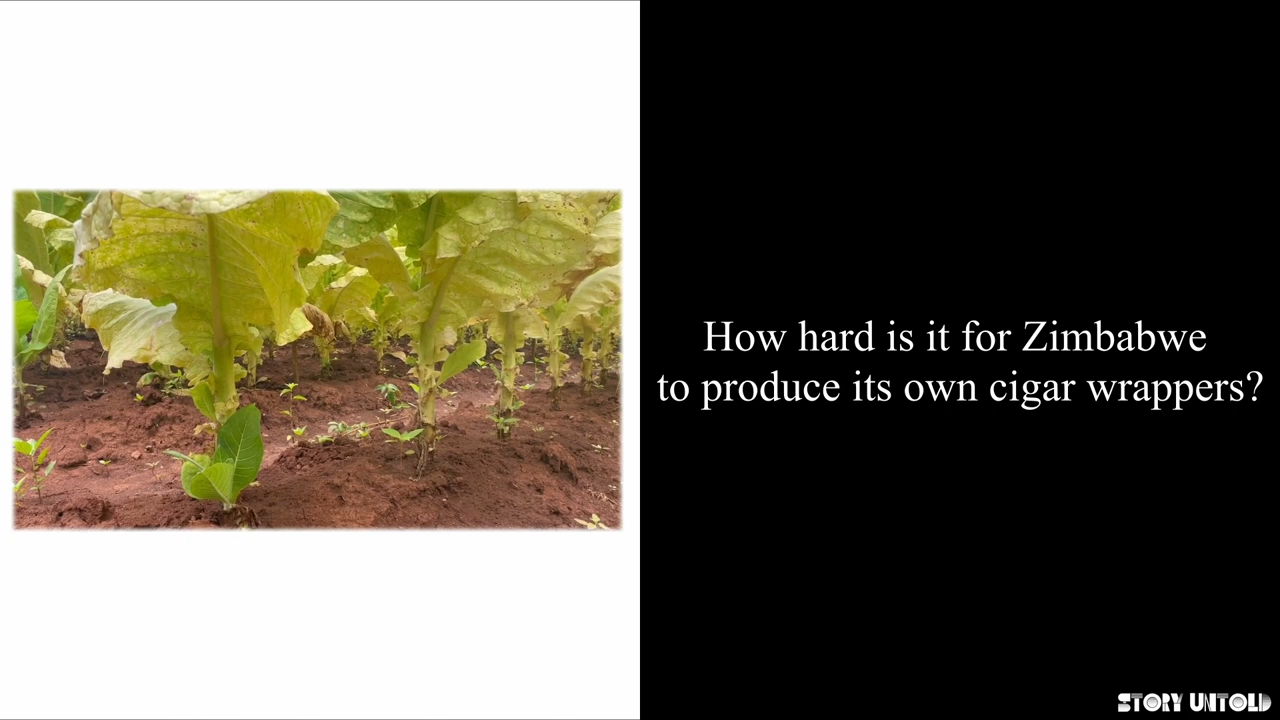 How hard is it for Zimbabwe
to produce its own cigar wrappers?
STORY UNTOLD